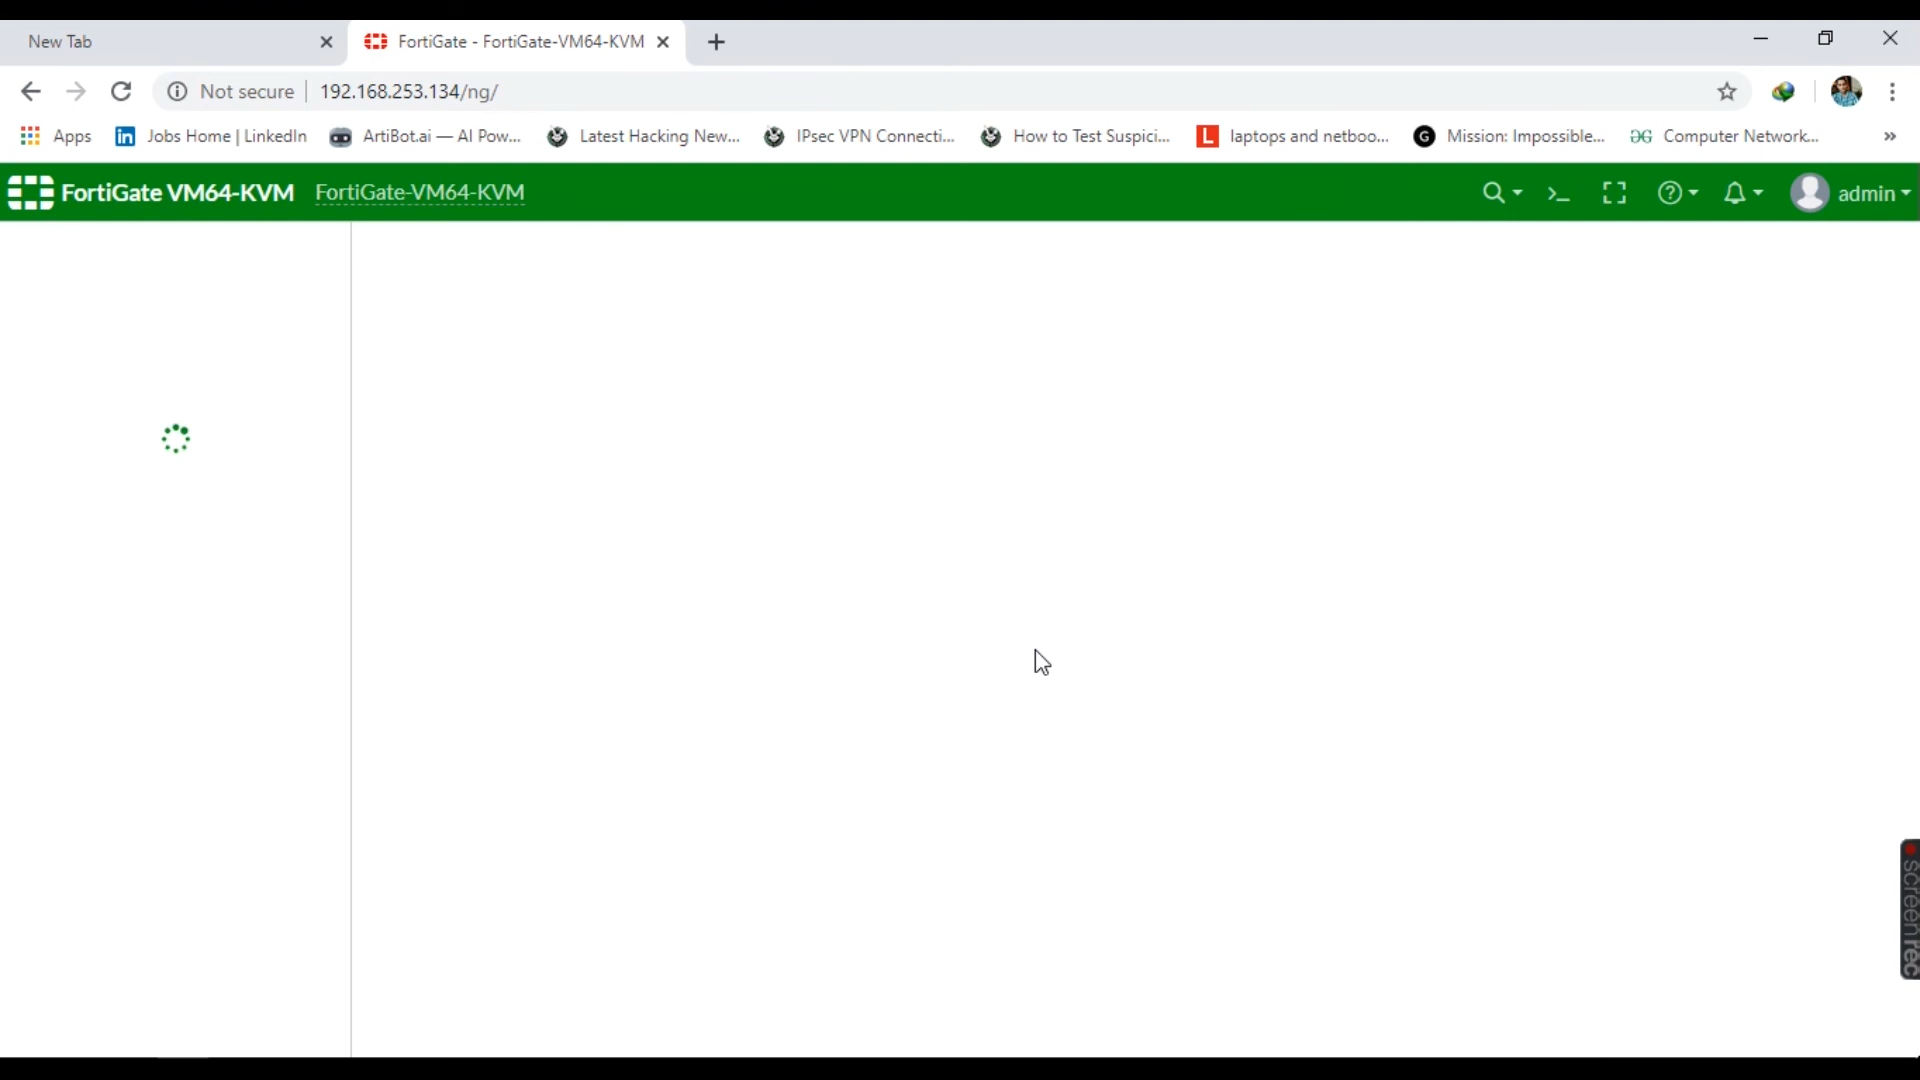 New Tab
FortiGate - FortiGate-VM64-KVM
Not secure
192.168.253.134/ng/
Apps
Jobs Home | LinkedIn
ArtiBot.ai — AI Pow...
Latest Hacking New...
IPsec VPN Connecti...
How to Test Suspici...
L laptops and netboo...
G Mission: Impossible...
Computer Network...
»
FortiGate VM64-KVM FortiGate-VM64-KVM
admin
screenrec